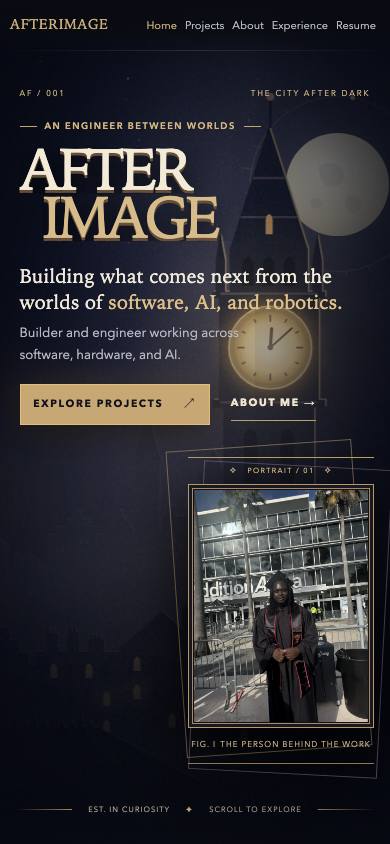 AFTERIMAGE
Home Projects About Experience Resume
AF / 001
THE CITY AFTER DARK
AN ENGINEER BETWEEN WORLDS
AFTER
IMAGE
Building what comes next from the
worlds of software, AI, and robotics.
Builder and engineer working across
software, hardware, and AI.
EXPLORE PROJECTS ↗
ABOUT ME →
PORTRAIT / 01
FIG. I THE PERSON BEHIND THE WORK
EST. IN CURIOSITY ✦ SCROLL TO EXPLORE